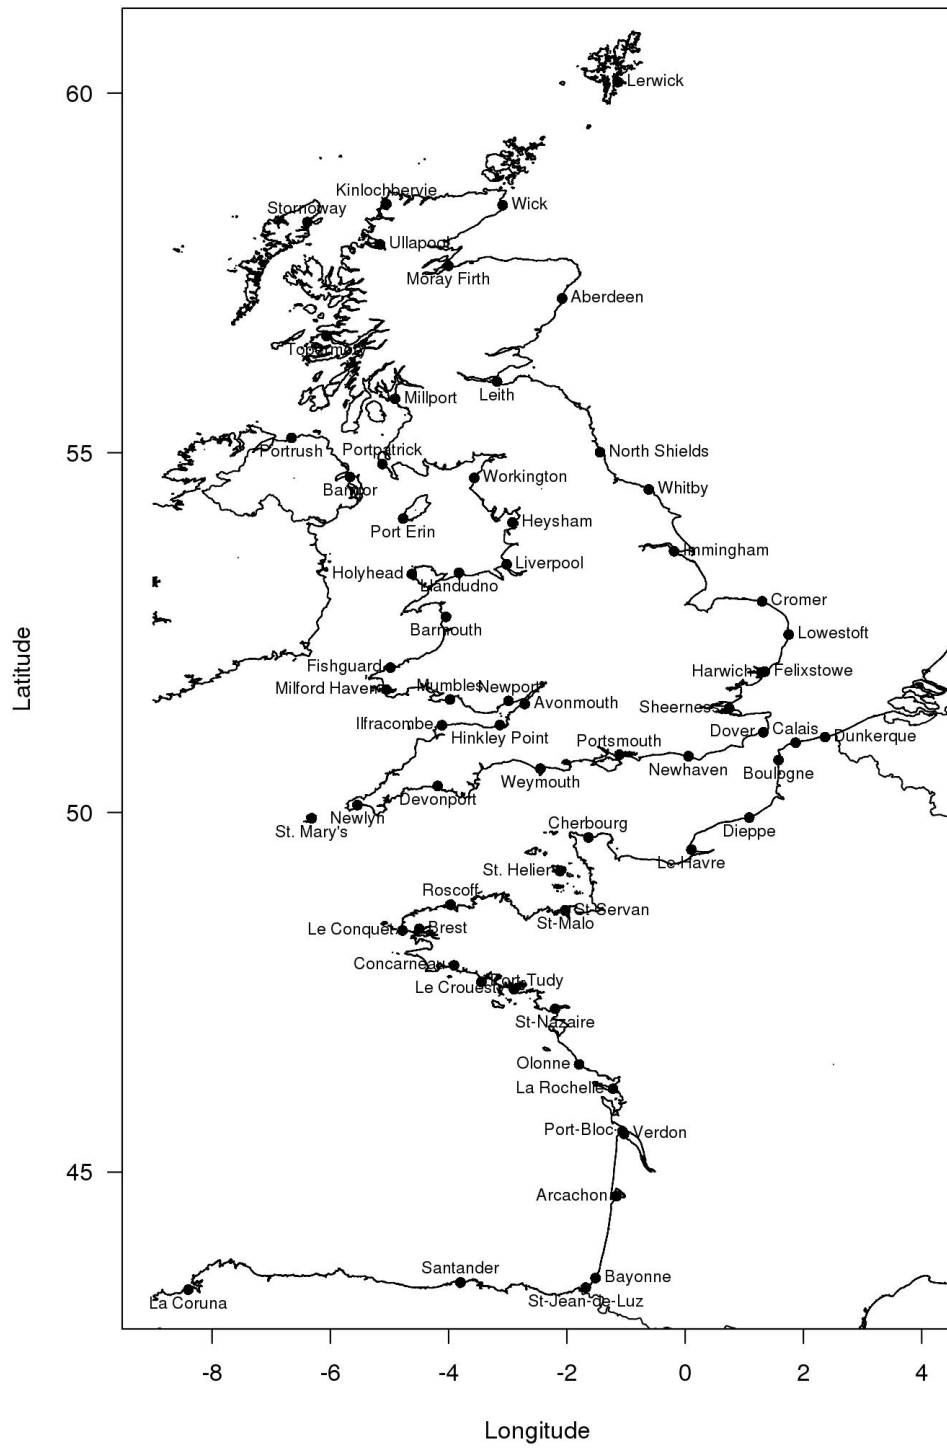 60
Lerwick
Kinlochbervie
Stornoway
Wick
Ullapool
Moray Firth
Aberdeen
Tobermory
Millport
Leith
55
Portrush
Portpatrick
North Shields
Bangor
Workington
Whitby
Port Erin
Heysham
Immingham
Holyhead
Llandudno
Liverpool
Cromer
Barmouth
Lowestoft
Fishguard
Harwich
Felixstowe
Milford Haven
Mumbles
Newport
Avonmouth
Sheerness
Ilfracombe
Hinkley Point
Portsmouth
Dover
Calais
Dunkerque
Weymouth
Newhaven
Boulogne
Devonport
50
St. Mary's
Newlyn
Cherbourg
Dieppe
St. Helier
Le Havre
Roscoff
St-Servan
St-Malo
Le Conquet
Brest
Concarneau
Le Crouesty
Port-Tudy
St-Nazaire
Olonne
La Rochelle
Port-Bloc
Verdon
45
Arcachon
Santander
Bayonne
La Coruna
St-Jean-de-Luz
-8
-6
-4
-2
0
2
4
Longitude
Latitude